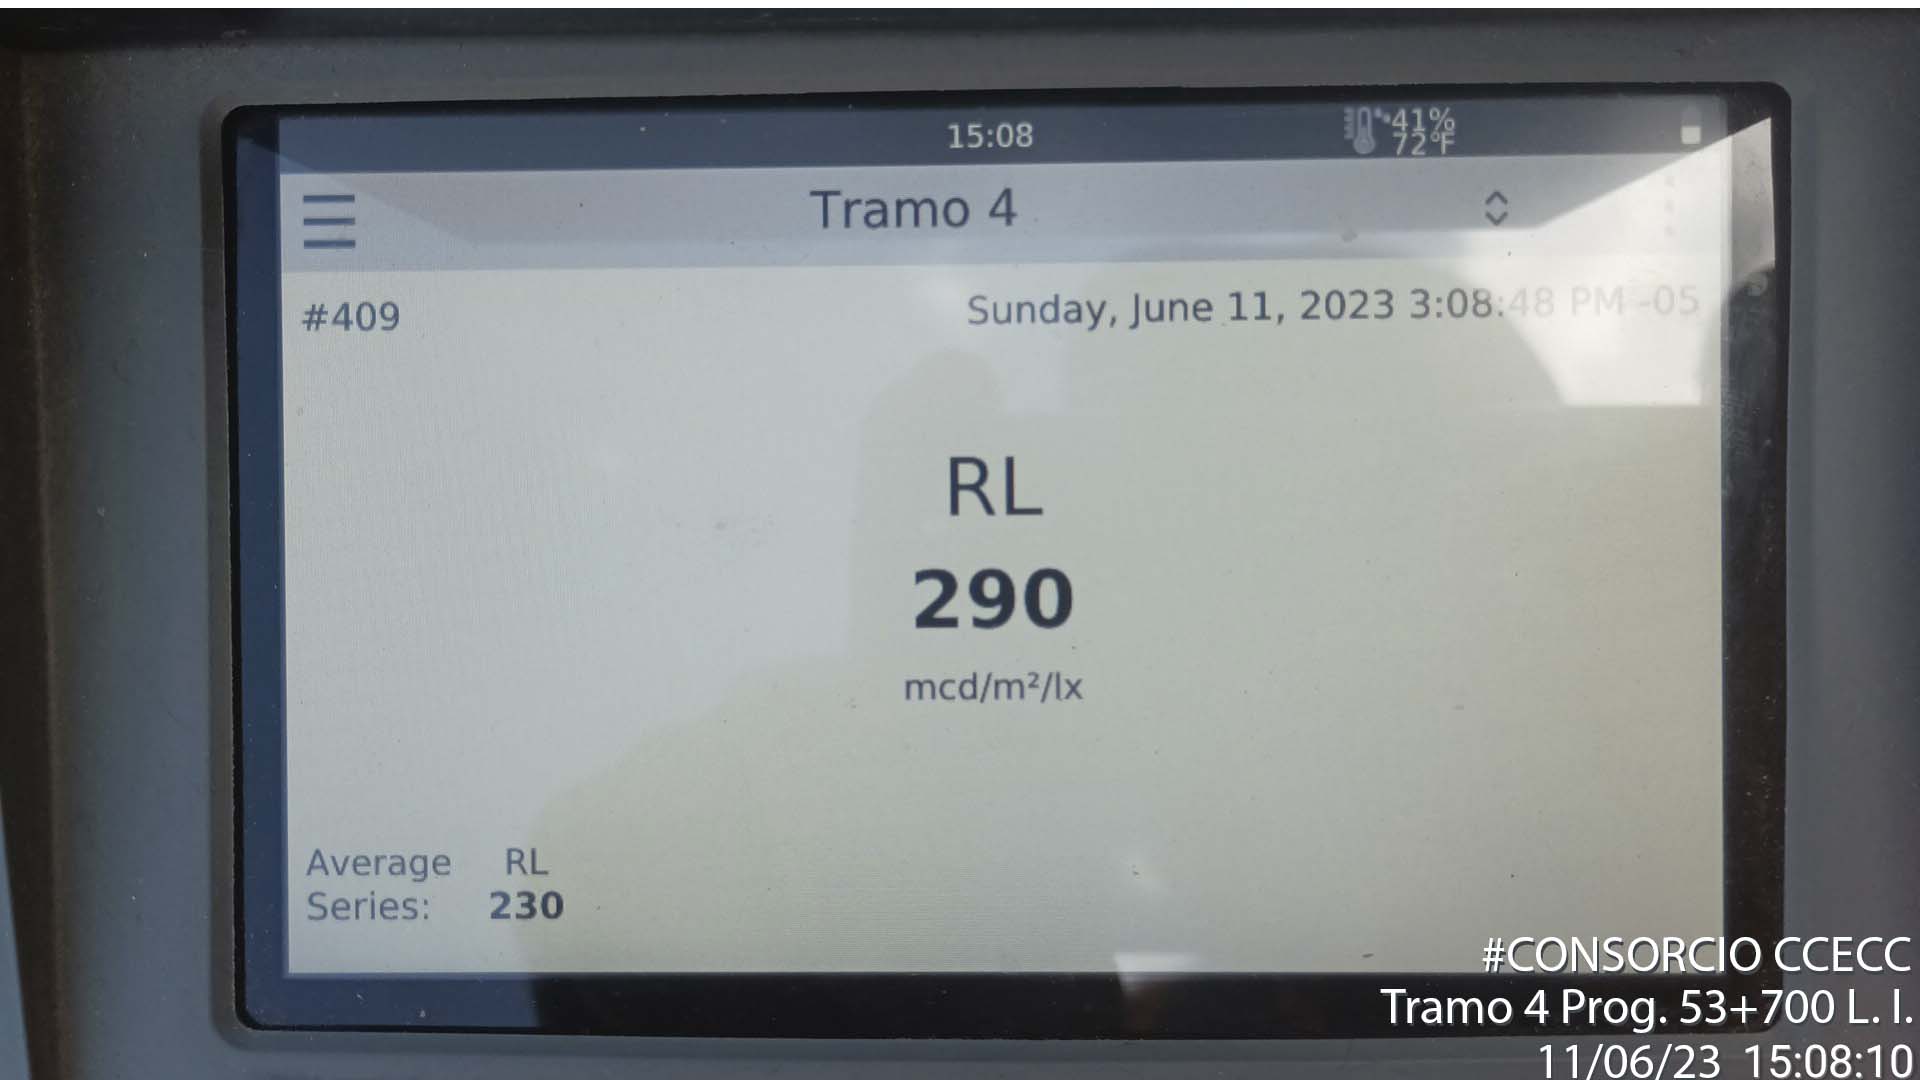 15:08
41%
72°F
Tramo 4
#409
Sunday, June 11, 2023 3:08:48 PM -05
RL
290
mcd/m²/lx
Average RL
Series: 230
#CONSORCIO CCECC
Tramo 4 Prog. 53+700 L. I.
11/06/23 15:08:10